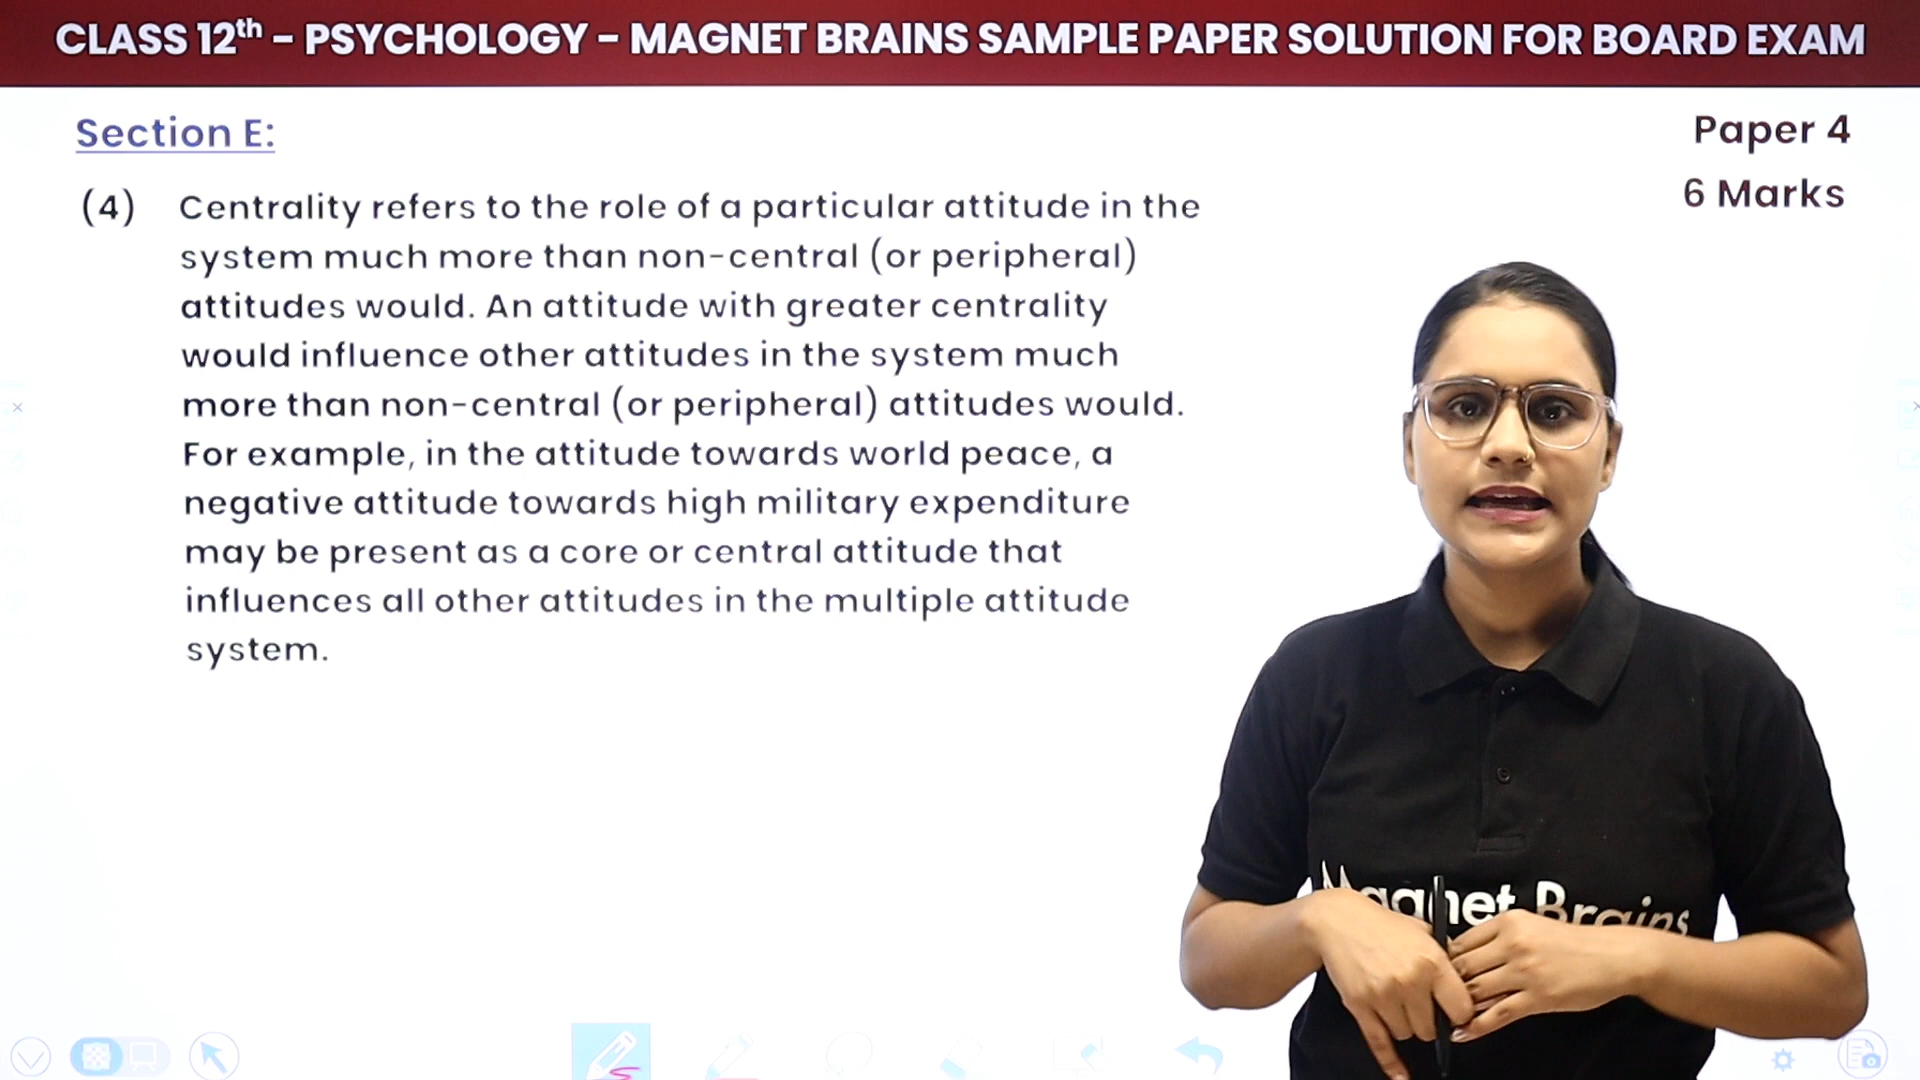 CLASS 12th - PSYCHOLOGY - MAGNET BRAINS SAMPLE PAPER SOLUTION FOR BOARD EXAM
Section E:
Paper 4
6 Marks
(4) Centrality refers to the role of a particular attitude in the
system much more than non-central (or peripheral)
attitudes would. An attitude with greater centrality
would influence other attitudes in the system much
more than non-central (or peripheral) attitudes would.
For example, in the attitude towards world peace, a
negative attitude towards high military expenditure
may be present as a core or central attitude that
influences all other attitudes in the multiple attitude
system.
Magnet Brains